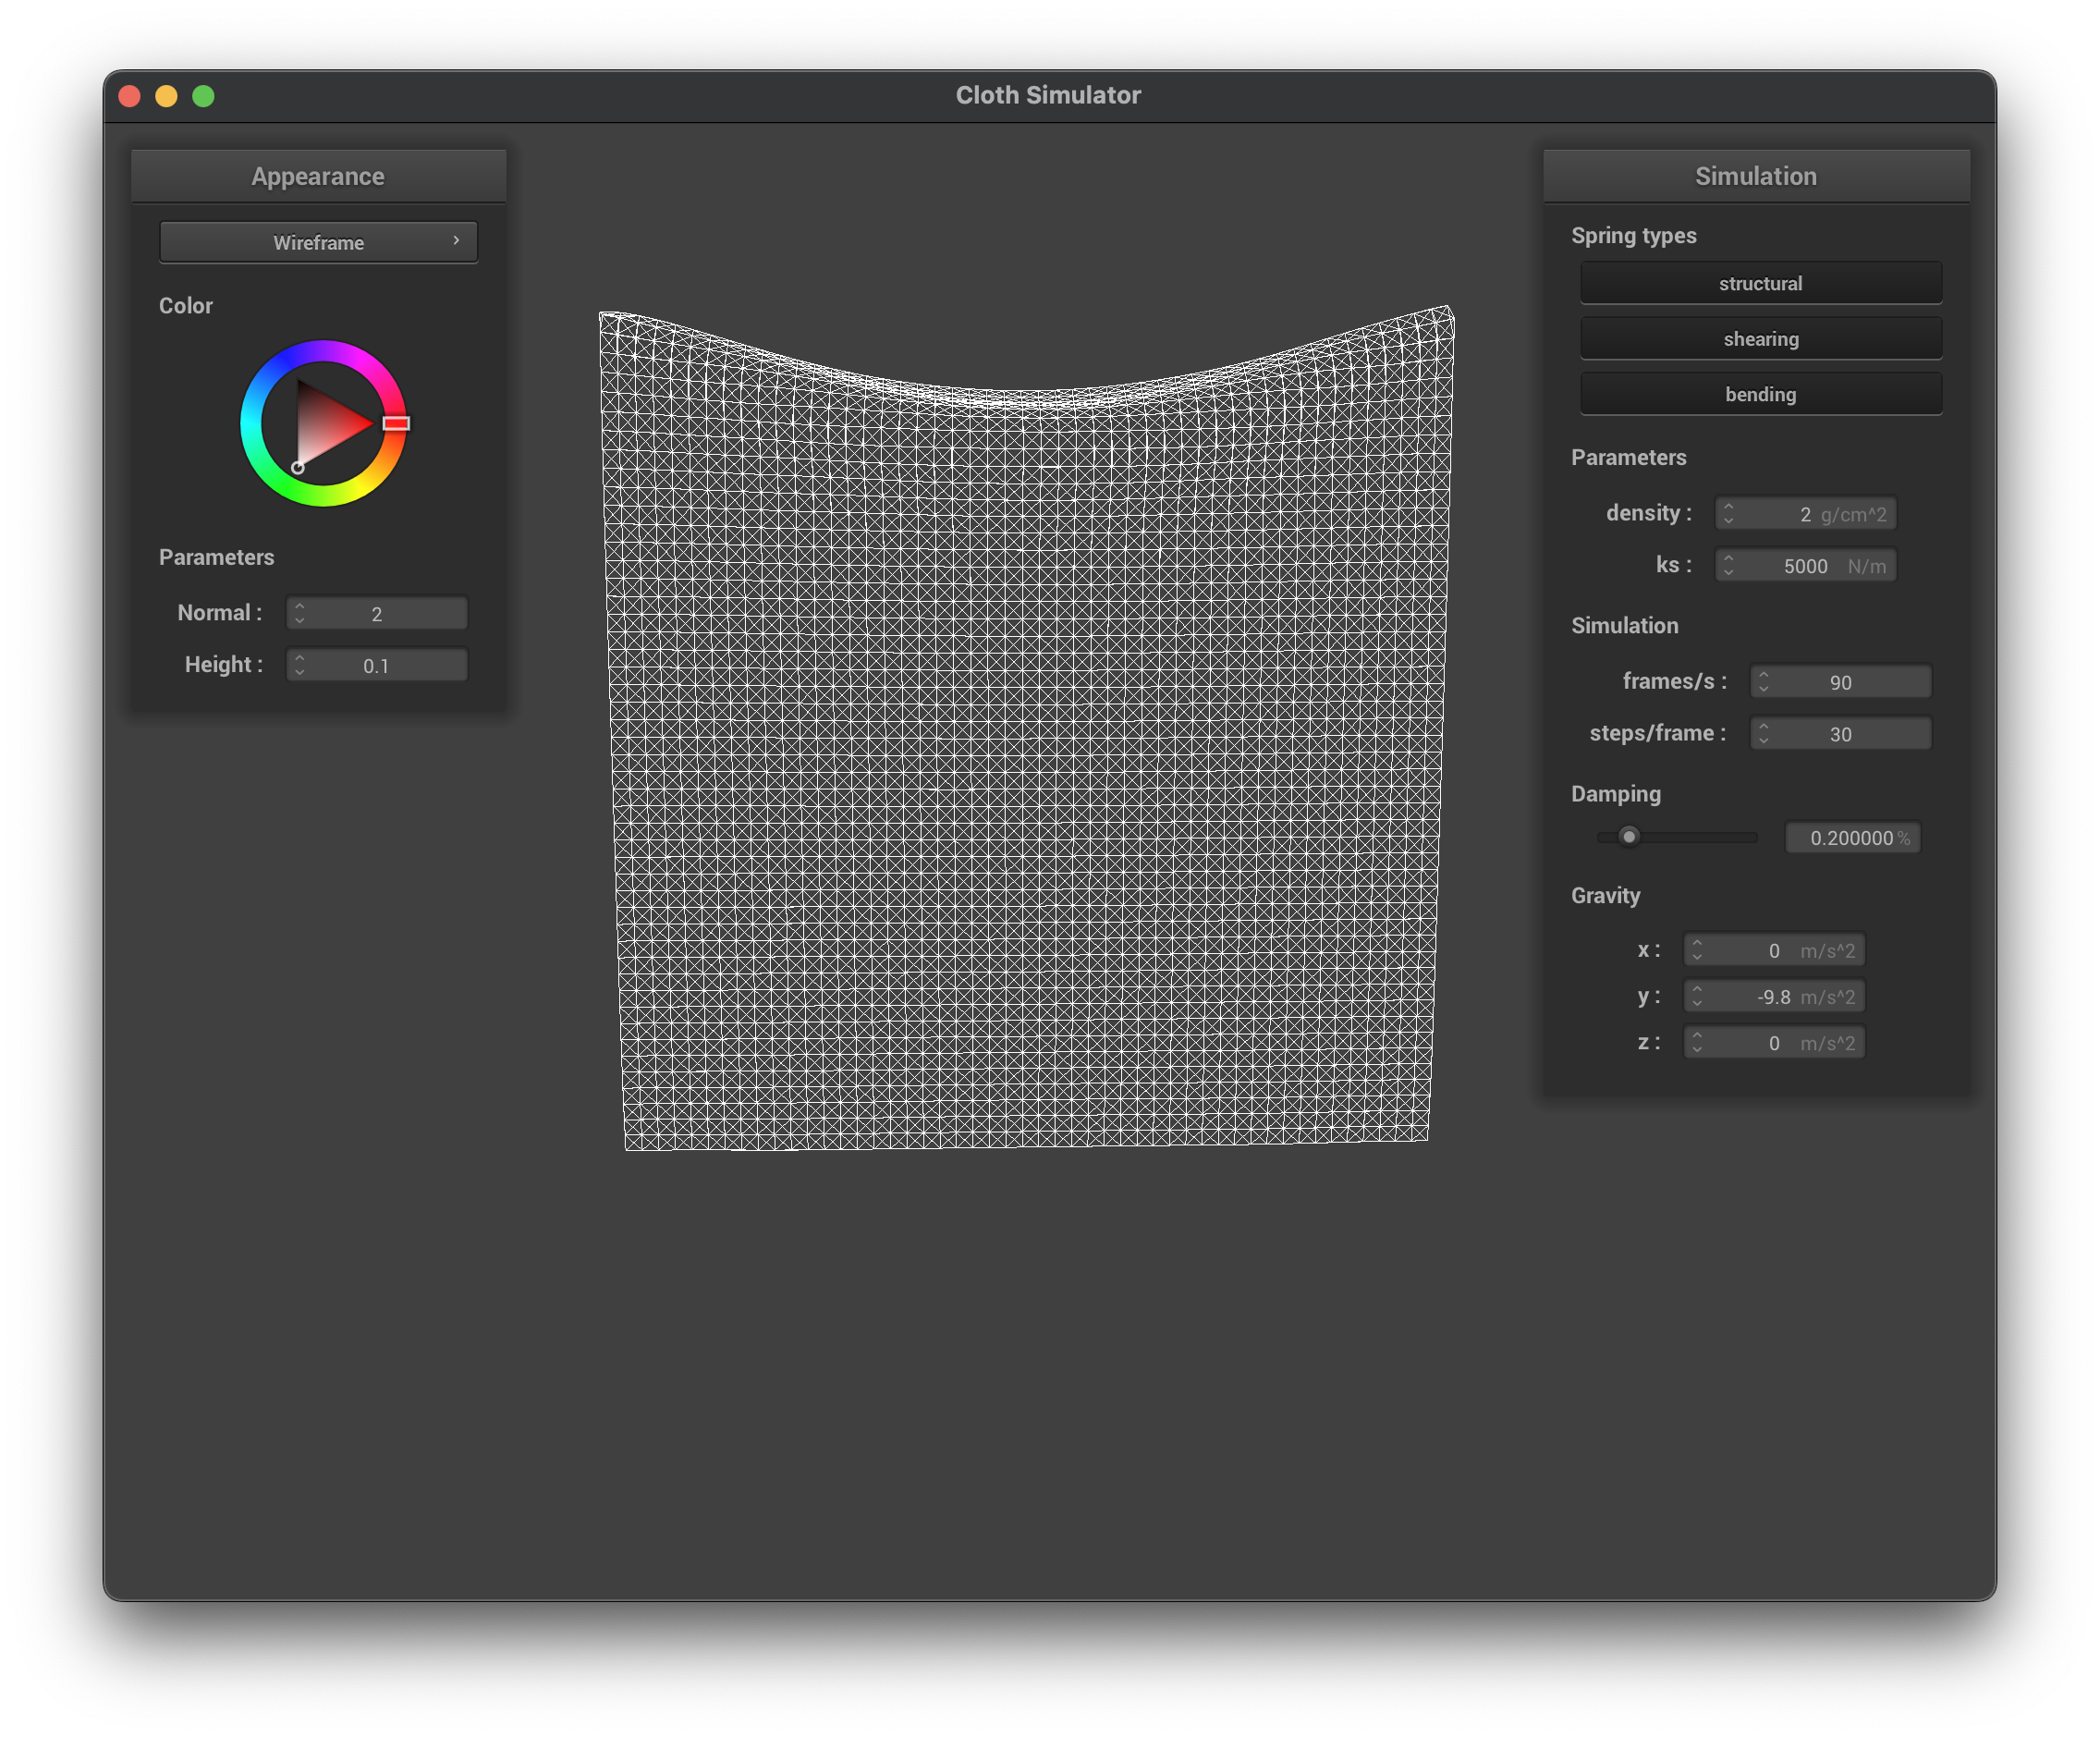 Cloth Simulator
Appearance
Wireframe
Color
Parameters
Normal : 2
Height : 0.1
Simulation
Spring types
structural
shearing
bending
Parameters
density : 2 g/cm^2
ks : 5000 N/m
Simulation
frames/s : 90
steps/frame : 30
Damping
0.200000 %
Gravity
x : 0 m/s^2
y : -9.8 m/s^2
z : 0 m/s^2